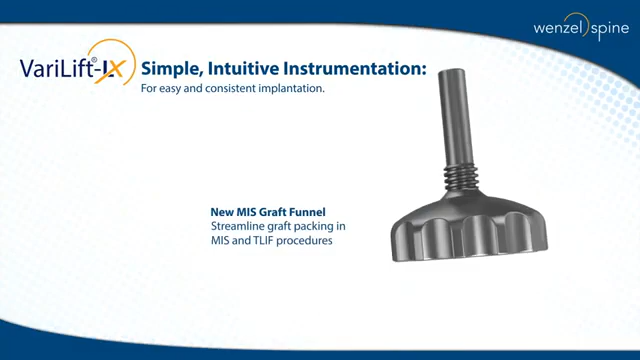 wenzel spine
VariLift®-LX
Simple, Intuitive Instrumentation:
For easy and consistent implantation.
New MIS Graft Funnel
Streamline graft packing in
MIS and TLIF procedures